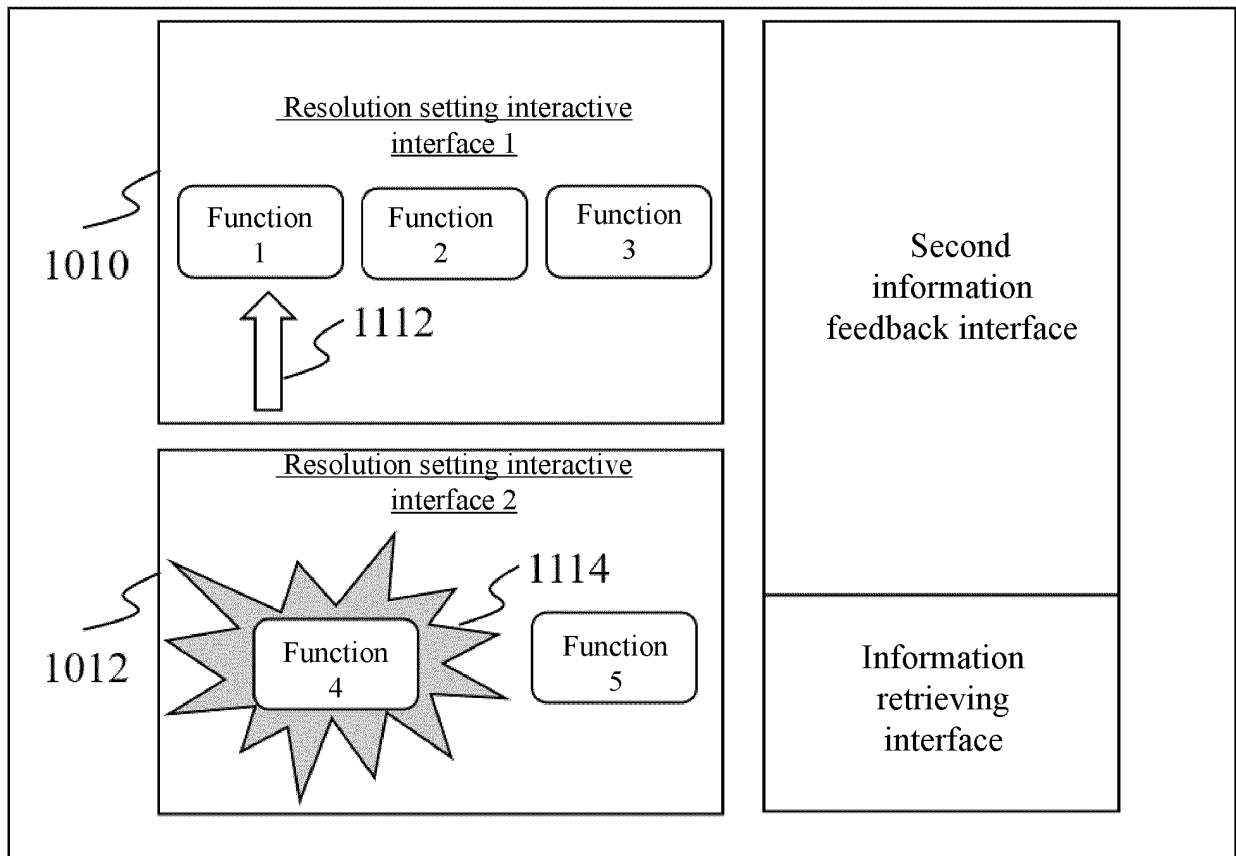 Resolution setting interactive
interface 1
Function
1
Function
2
Function
3
1010
1112
Resolution setting interactive
interface 2
1114
Function
4
Function
5
1012
Second
information
feedback interface
Information
retrieving
interface